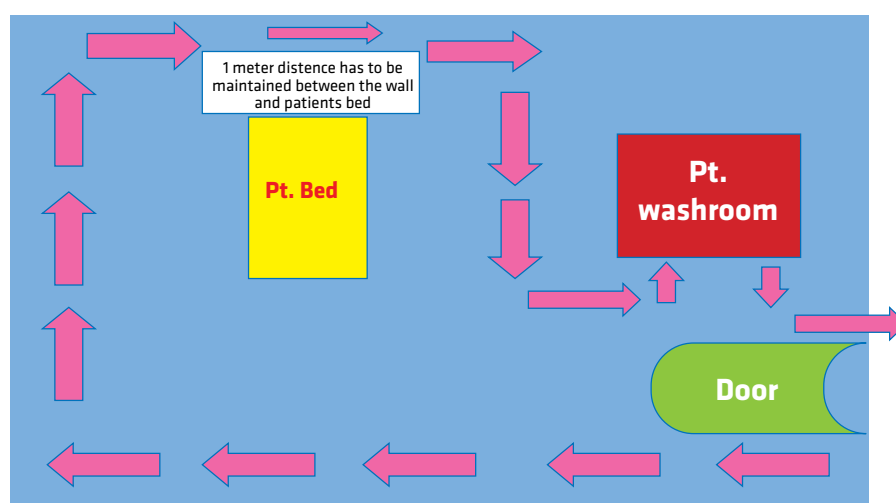 1 meter distence has to be
maintained between the wall
and patients bed
Pt. Bed
Pt.
washroom
Door